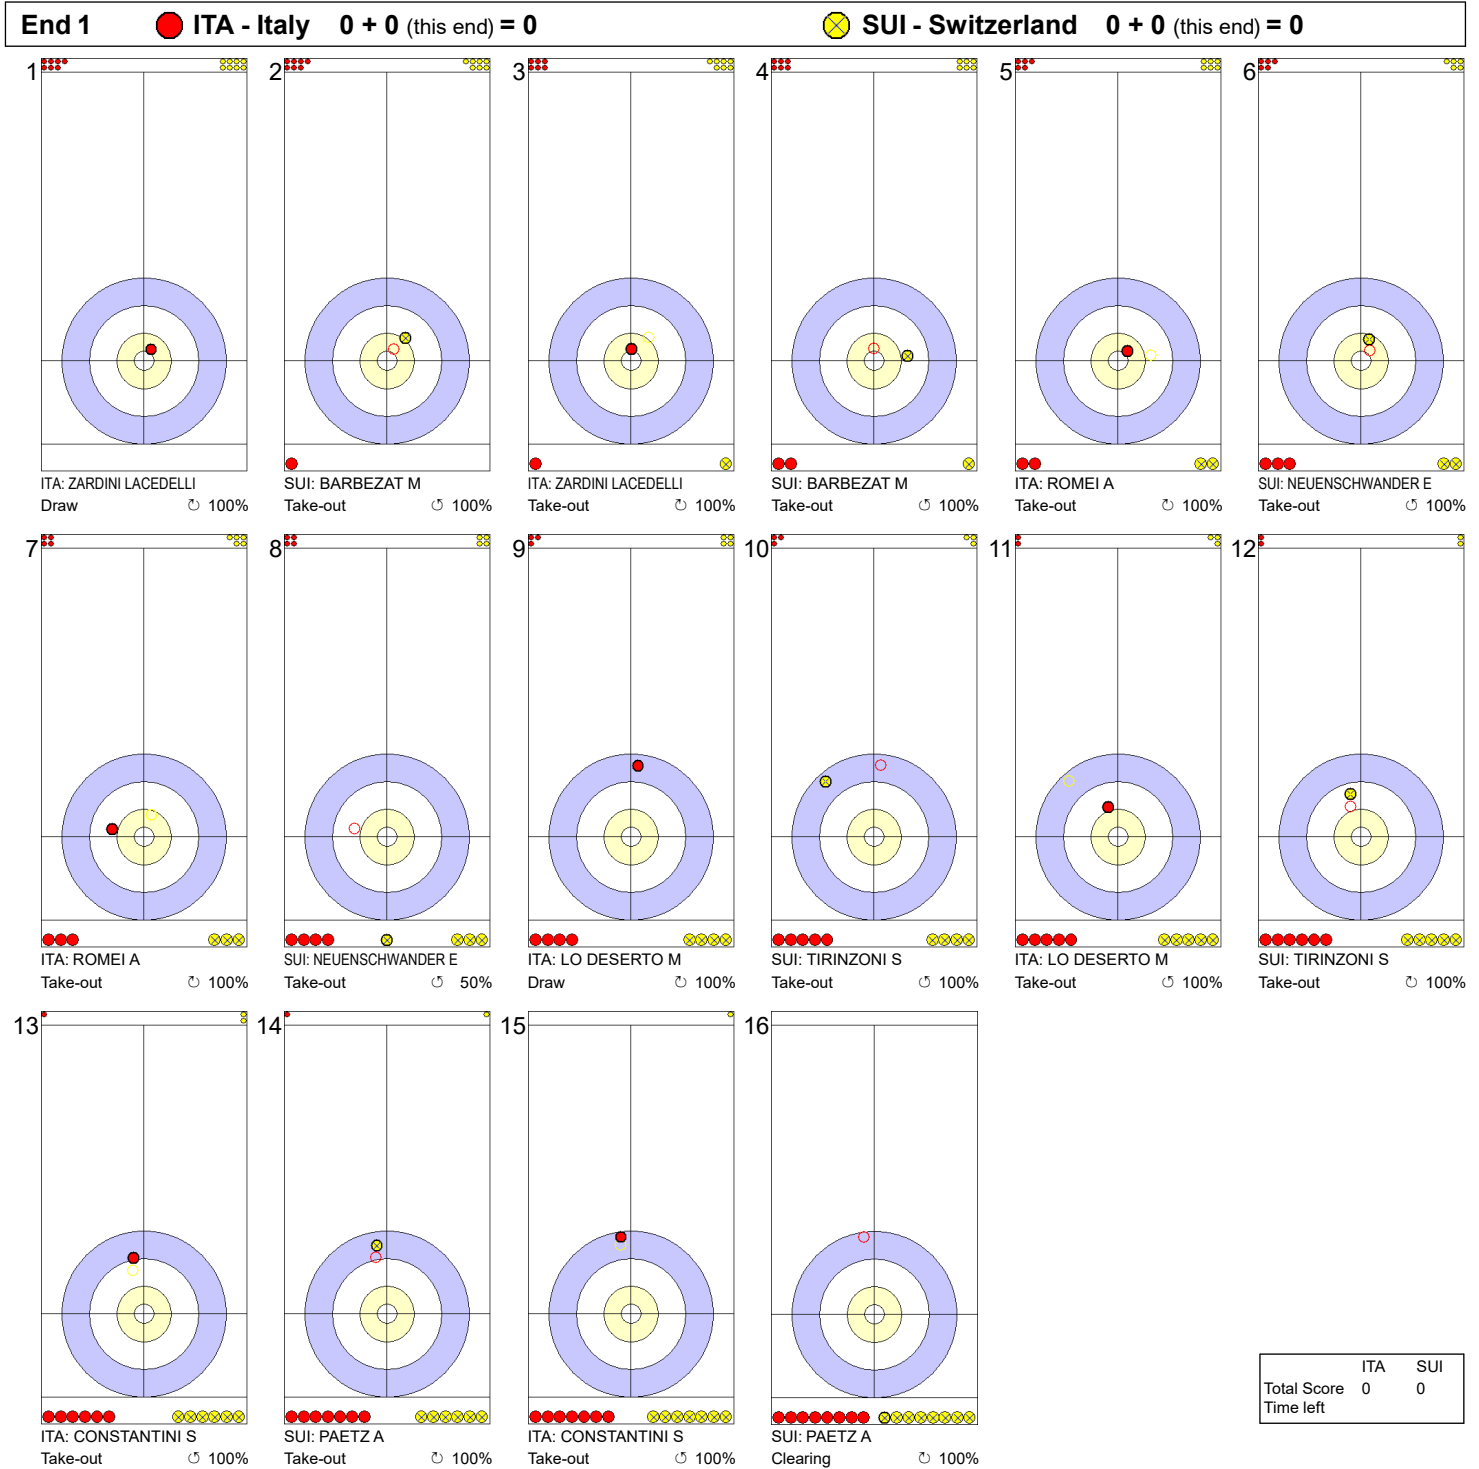 End 1 ITA - Italy 0 + 0 (this end) = 0 SUI - Switzerland 0 + 0 (this end) = 0
1 2 3 4 5 6
ITA: ZARDINI LACEDELLI SUI: BARBEZAT M ITA: ZARDINI LACEDELLI SUI: BARBEZAT M ITA: ROMEI A SUI: NEUENSCHWANDER E
Draw ↻ 100% Take-out ↻ 100% Take-out ↻ 100% Take-out ↻ 100% Take-out ↻ 100% Take-out ↻ 100%
7 8 9 10 11 12
ITA: ROMEI A SUI: NEUENSCHWANDER E ITA: LO DESERTO M SUI: TIRINZONI S ITA: LO DESERTO M SUI: TIRINZONI S
Take-out ↻ 100% Take-out ↺ 50% Draw ↻ 100% Take-out ↺ 100% Take-out ↺ 100% Take-out ↻ 100%
13 14 15 16
ITA: CONSTANTINI S SUI: PAETZ A ITA: CONSTANTINI S SUI: PAETZ A
Take-out ↺ 100% Take-out ↺ 100% Take-out ↺ 100% Clearing ↻ 100%
ITA SUI
Total Score 0 0
Time left